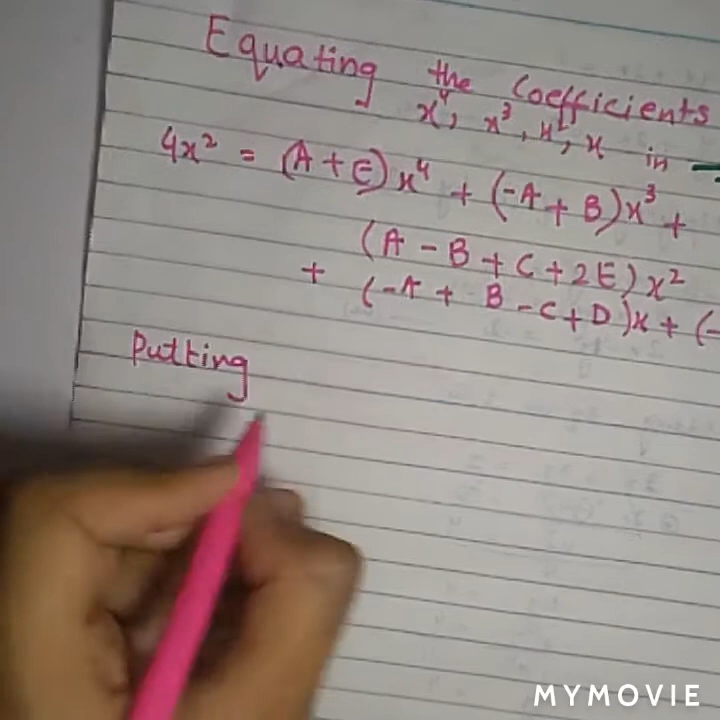 Equating the Coefficients
x⁴, x³, x², x in
4x² = (A + E)x⁴ + (-A + B)x³ +
(A - B + C + 2E)x²
+ (-A + B - C + D)x + (-
Putting
MYMOVIE